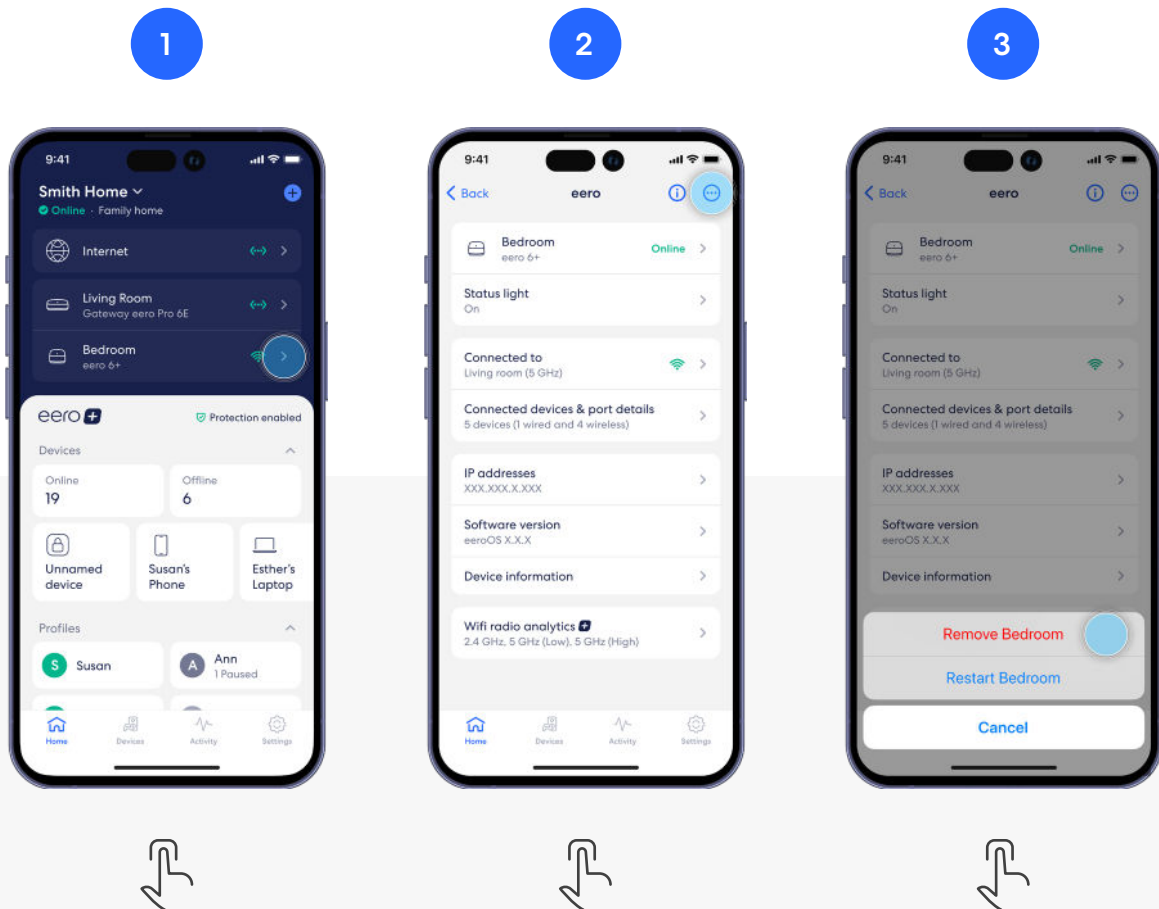 1
2
3
9:41
Smith Home
Online · Family home
Internet
Living Room
Gateway eero Pro 6E
Bedroom
eero 6+
eero
Protection enabled
Devices
Online
19
Offline
6
Unnamed
device
Susan's
Phone
Esther's
Laptop
Profiles
S
Susan
A
Ann
1 Paused
Home
Devices
Activity
Settings
9:41
Back
eero
Bedroom
eero 6+
Online
Status light
On
Connected to
Living room (5 GHz)
Connected devices & port details
5 devices (1 wired and 4 wireless)
IP addresses
XXX.XXX.X.XXX
Software version
eeroOS X.X.X
Device information
Wifi radio analytics
2.4 GHz, 5 GHz (Low), 5 GHz (High)
Home
Devices
Activity
Settings
9:41
Back
eero
Bedroom
eero 6+
Online
Status light
On
Connected to
Living room (5 GHz)
Connected devices & port details
5 devices (1 wired and 4 wireless)
IP addresses
XXX.XXX.X.XXX
Software version
eeroOS X.X.X
Device information
Remove Bedroom
Restart Bedroom
Cancel